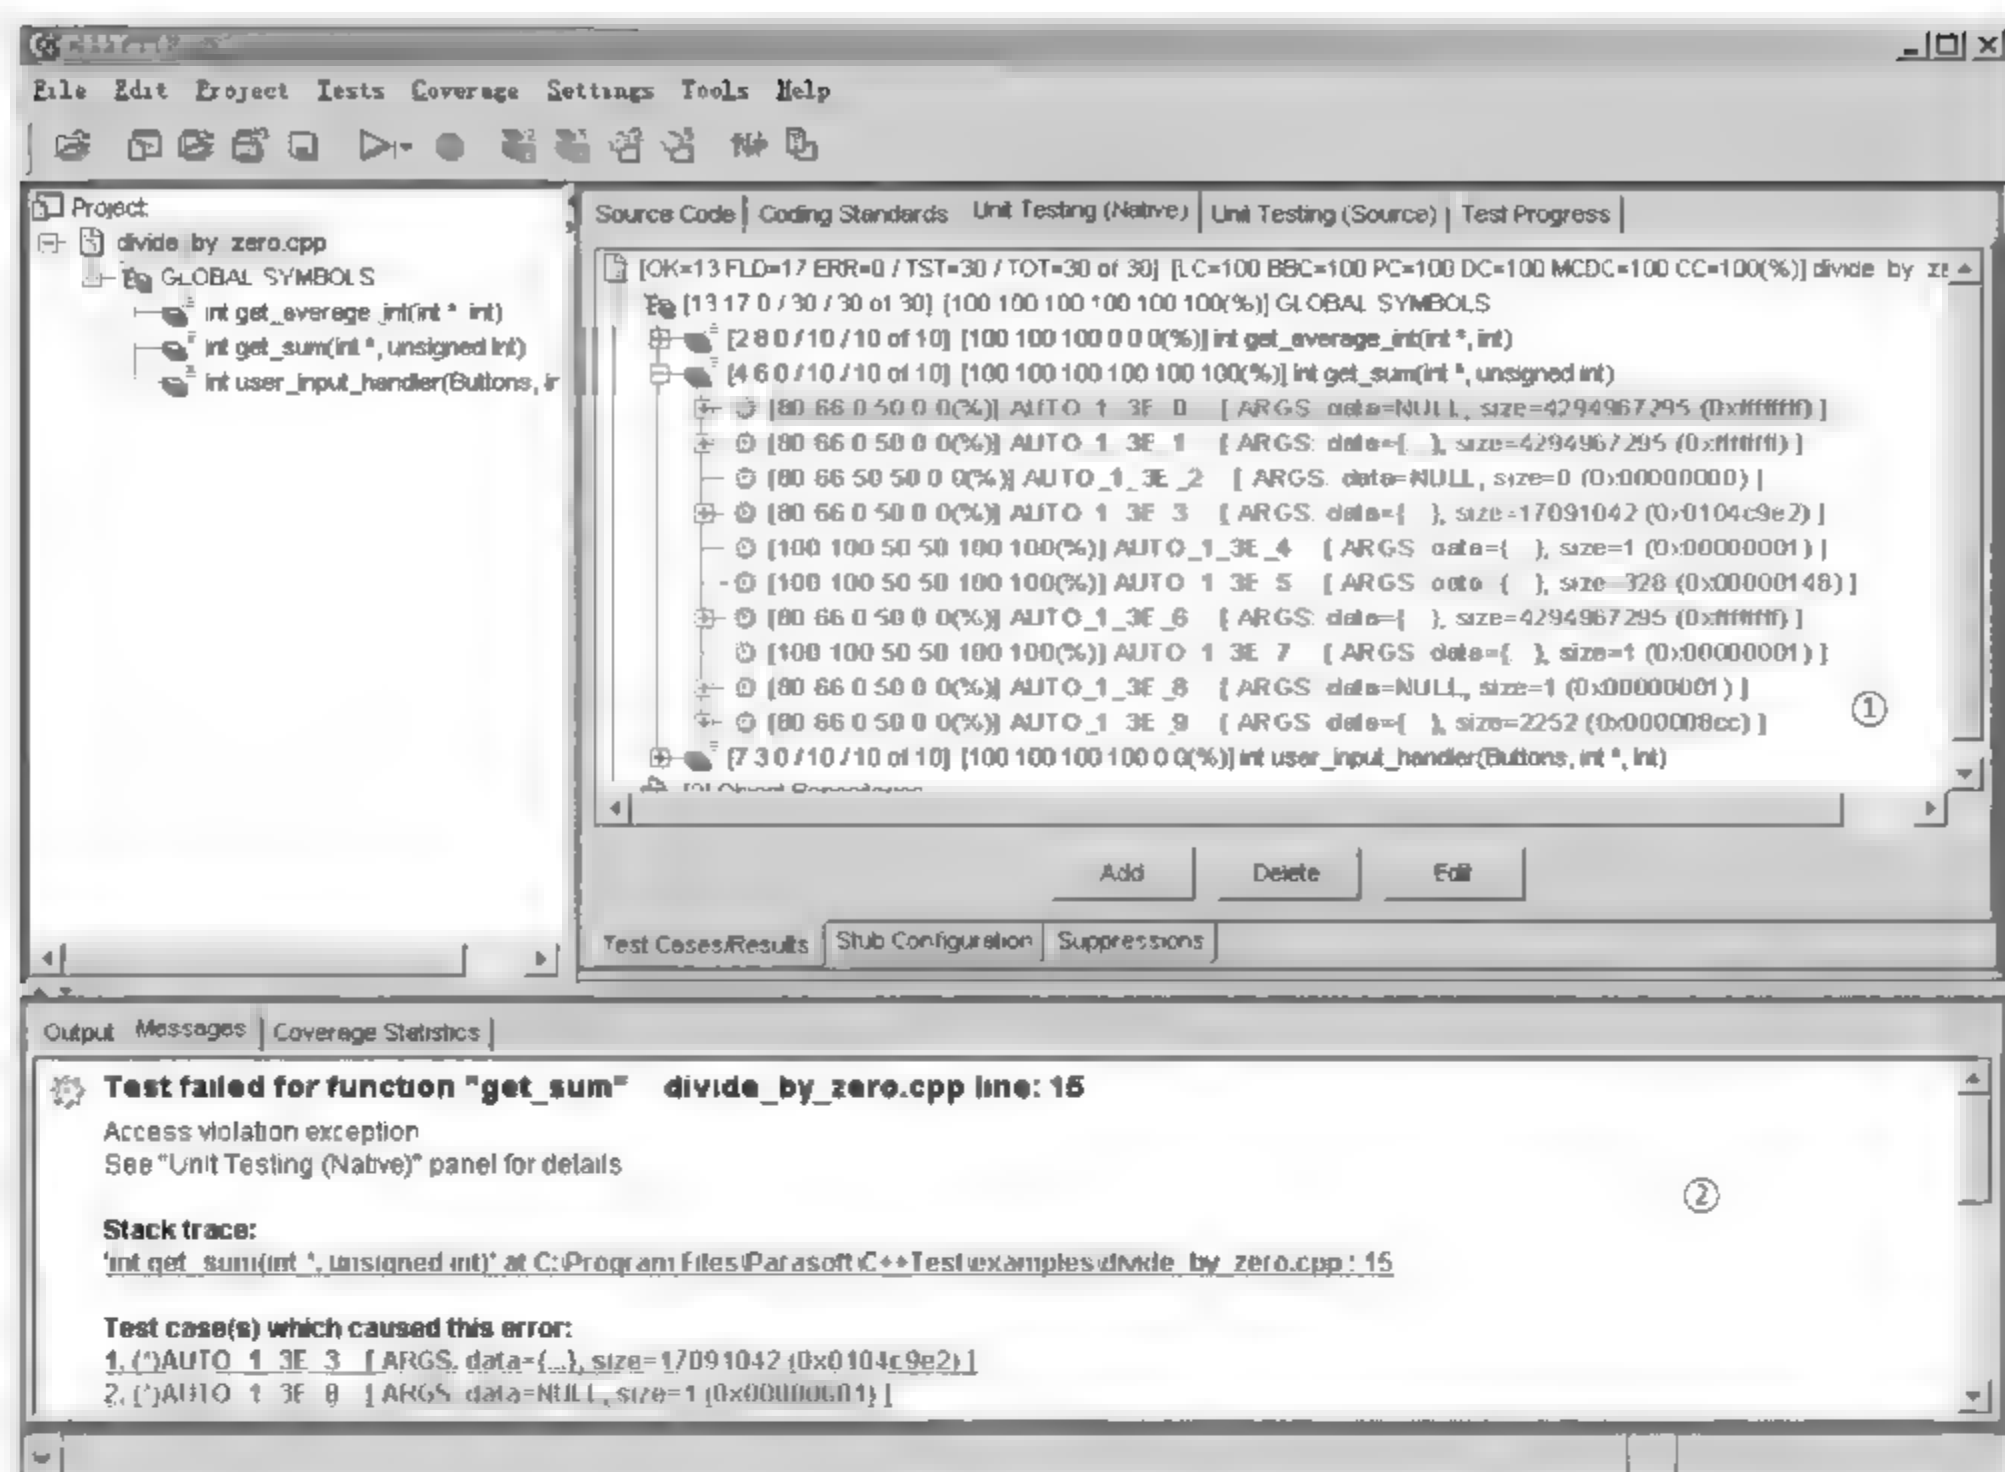 File Edit Project Tests Coverage Settings Tools Help
Project
divide_by_zero.cpp
GLOBAL SYMBOLS
int get_average_int(int *, int)
int get_sum(int *, unsigned int)
int user_input_handler(Buttons, ir
Source Code Coding Standards Unit Testing (Native) Unit Testing (Source) Test Progress
[OK=13 FLD=17 ERR=0 / TST=30 / TOT=30 of 30] [LC=100 BBC=100 PC=100 DC=100 MCDC=100 CC=100(%)] divide_by_ze
[13 17 0 / 30 / 30 of 30] [100 100 100 100 100 100(%)] GLOBAL SYMBOLS
[2 8 0 / 10 / 10 of 10] [100 100 100 0 0 0(%)] int get_average_int(int *, int)
[4 6 0 / 10 / 10 of 10] [100 100 100 100 100 100(%)] int get_sum(int *, unsigned int)
[80 66 0 50 0 0(%)] AUTO_1_3E_0 [ ARGS: data=NULL, size=4294967295 (0xffffffff) ]
[80 66 0 50 0 0(%)] AUTO_1_3E_1 [ ARGS: data={...}, size=4294967295 (0xffffffff) ]
[80 66 50 50 0 0(%)] AUTO_1_3E_2 [ ARGS: data=NULL, size=0 (0x00000000) ]
[80 66 0 50 0 0(%)] AUTO_1_3E_3 [ ARGS: data={...}, size=17091042 (0x0104c9e2) ]
[100 100 50 50 100 100(%)] AUTO_1_3E_4 [ ARGS: data={...}, size=1 (0x00000001) ]
[100 100 50 50 100 100(%)] AUTO_1_3E_5 [ ARGS: data={...}, size=328 (0x00000148) ]
[80 66 0 50 0 0(%)] AUTO_1_3E_6 [ ARGS: data={...}, size=4294967295 (0xffffffff) ]
[100 100 50 50 100 100(%)] AUTO_1_3E_7 [ ARGS: data={...}, size=1 (0x00000001) ]
[80 66 0 50 0 0(%)] AUTO_1_3E_8 [ ARGS: data=NULL, size=1 (0x00000001) ]
[80 66 0 50 0 0(%)] AUTO_1_3E_9 [ ARGS: data={...}, size=2252 (0x000008cc) ]
①
[7 3 0 / 10 / 10 of 10] [100 100 100 100 0 0(%)] int user_input_handler(Buttons, int *, int)
Add Delete Edit
Test Cases/Results Stub Configuration Suppressions
Output Messages Coverage Statistics
Test failed for function "get_sum" divide_by_zero.cpp line: 15
Access violation exception
See "Unit Testing (Native)" panel for details
②
Stack trace:
'int get_sum(int *, unsigned int)' at C:\Program Files\Parasoft\C++Test\examples\divide_by_zero.cpp : 15
Test case(s) which caused this error:
1. (*)AUTO_1_3E_3 [ ARGS: data={...}, size=17091042 (0x0104c9e2) ]
2. (*)AUTO_1_3E_8 [ ARGS: data=NULL, size=1 (0x00000001) ]